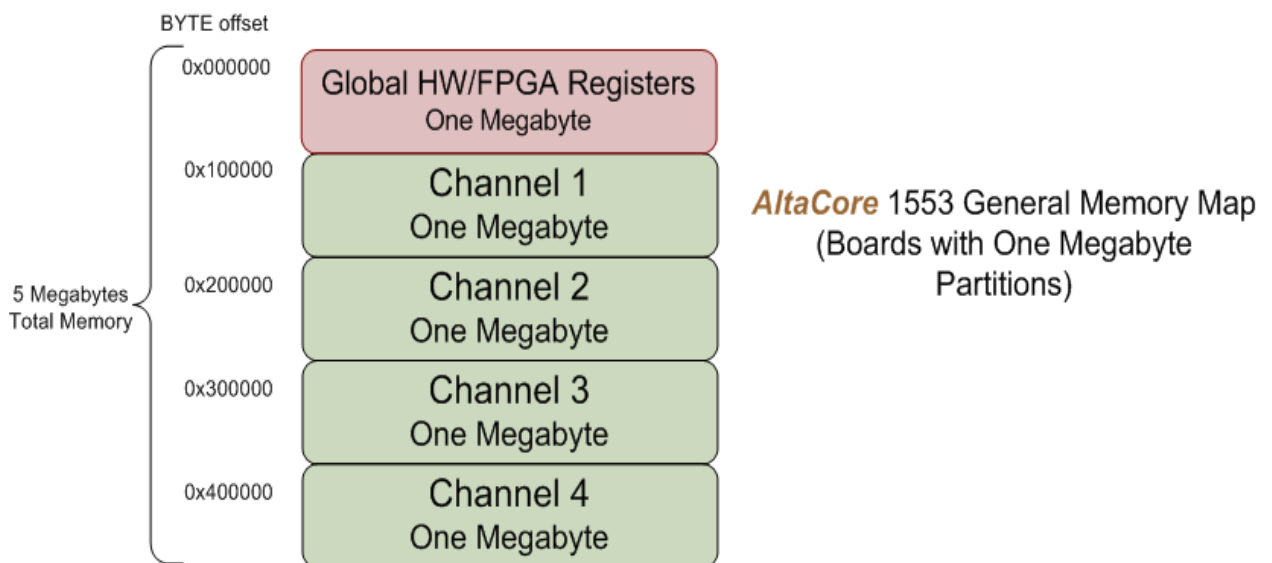 BYTE offset
0x000000
Global HW/FPGA Registers
One Megabyte
0x100000
Channel 1
One Megabyte
AltaCore 1553 General Memory Map
(Boards with One Megabyte
Partitions)
0x200000
Channel 2
One Megabyte
5 Megabytes
Total Memory
0x300000
Channel 3
One Megabyte
0x400000
Channel 4
One Megabyte